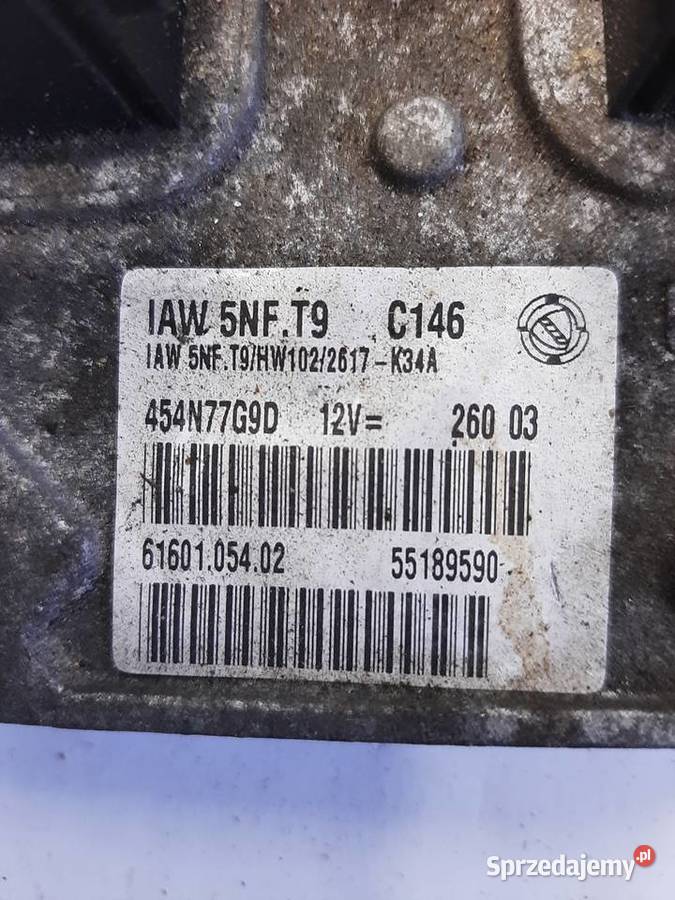 IAW 5NF.T9 C146
IAW 5NF.T9/HW102/2617-K34A
454N77G9D 12V= 260 03
61601.054.02 55189590
Sprzedajemy.pl